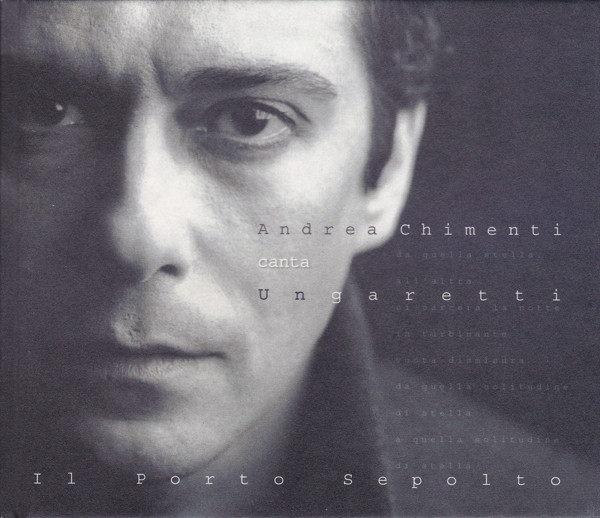 Andrea Chimenti
canta
Ungaretti
da quella stella
all'altra
si carcera la notte
in turbinante
vuota dismisura
da quella solitudine
di stella
a quella solitudine
di stella
Il Porto Sepolto